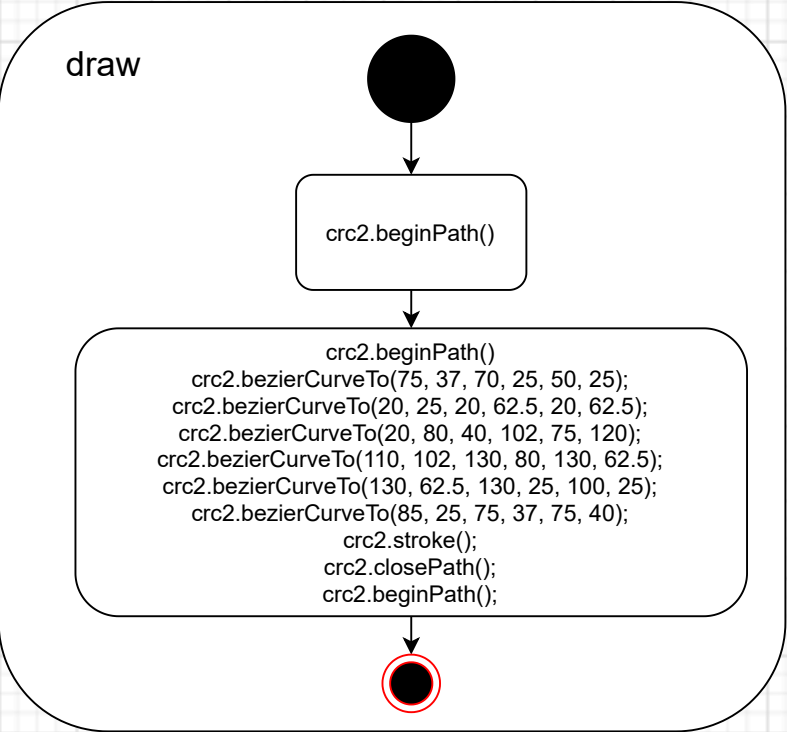 draw
crc2.beginPath()
crc2.beginPath()
crc2.bezierCurveTo(75, 37, 70, 25, 50, 25);
crc2.bezierCurveTo(20, 25, 20, 62.5, 20, 62.5);
crc2.bezierCurveTo(20, 80, 40, 102, 75, 120);
crc2.bezierCurveTo(110, 102, 130, 80, 130, 62.5);
crc2.bezierCurveTo(130, 62.5, 130, 25, 100, 25);
crc2.bezierCurveTo(85, 25, 75, 37, 75, 40);
crc2.stroke();
crc2.closePath();
crc2.beginPath();